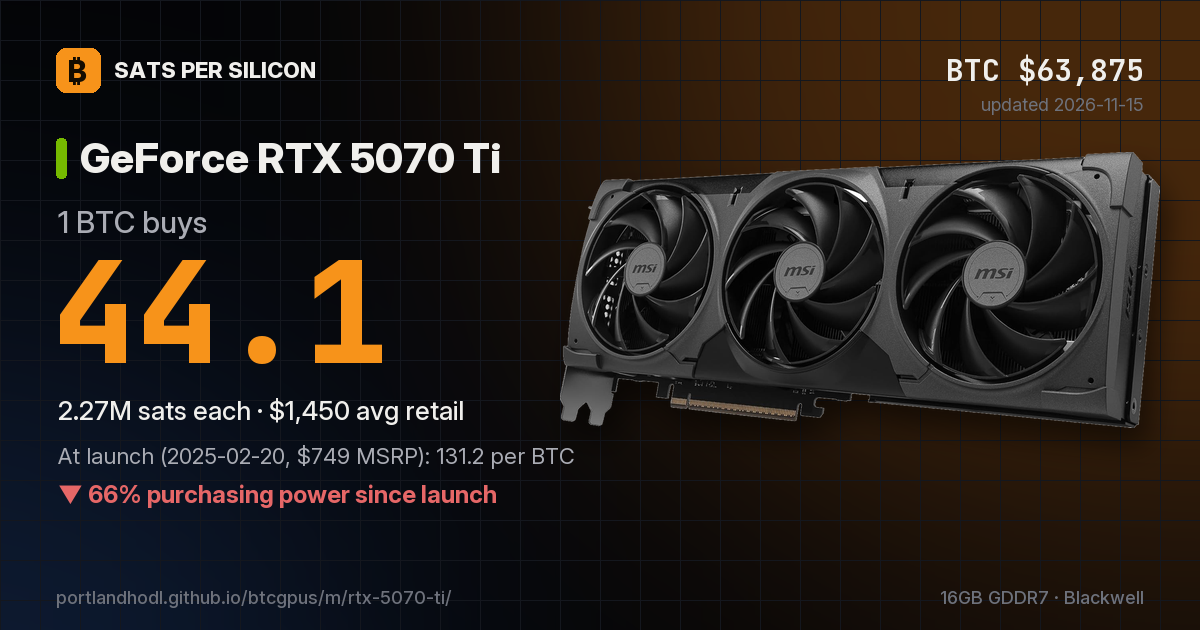 SATS PER SILICON
BTC $63,875
updated 2026-11-15
GeForce RTX 5070 Ti
1 BTC buys
44.1
2.27M sats each · $1,450 avg retail
At launch (2025-02-20, $749 MSRP): 131.2 per BTC
▼ 66% purchasing power since launch
msi
msi
msi
portlandhodl.github.io/btcgpus/m/rtx-5070-ti/
16GB GDDR7 · Blackwell